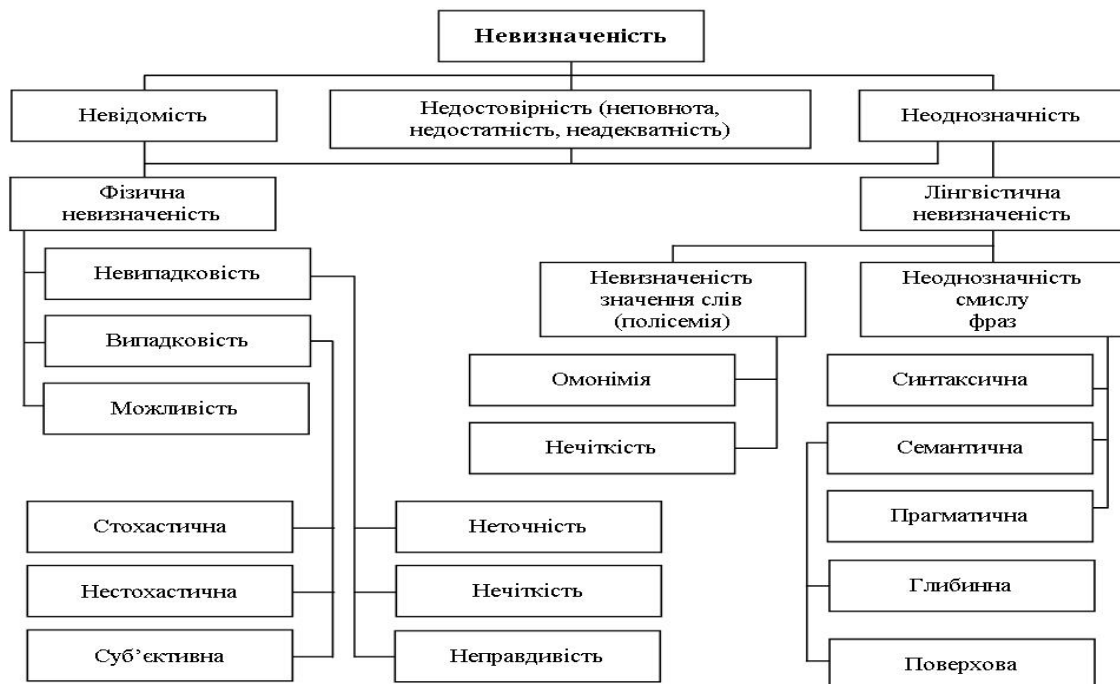 Невизначеність
Невідомість
Недостовірність (неповнота,
недостатність, неадекватність)
Неоднозначність
Фізична
невизначеність
Лінгвістична
невизначеність
Невипадковість
Випадковість
Можливість
Невизначеність
значення слів
(полісемія)
Неоднозначність
смислу
фраз
Омонімія
Нечіткість
Синтаксична
Семантична
Прагматична
Глибинна
Поверхова
Стохастична
Нестохастична
Суб’єктивна
Неточність
Нечіткість
Неправдивість